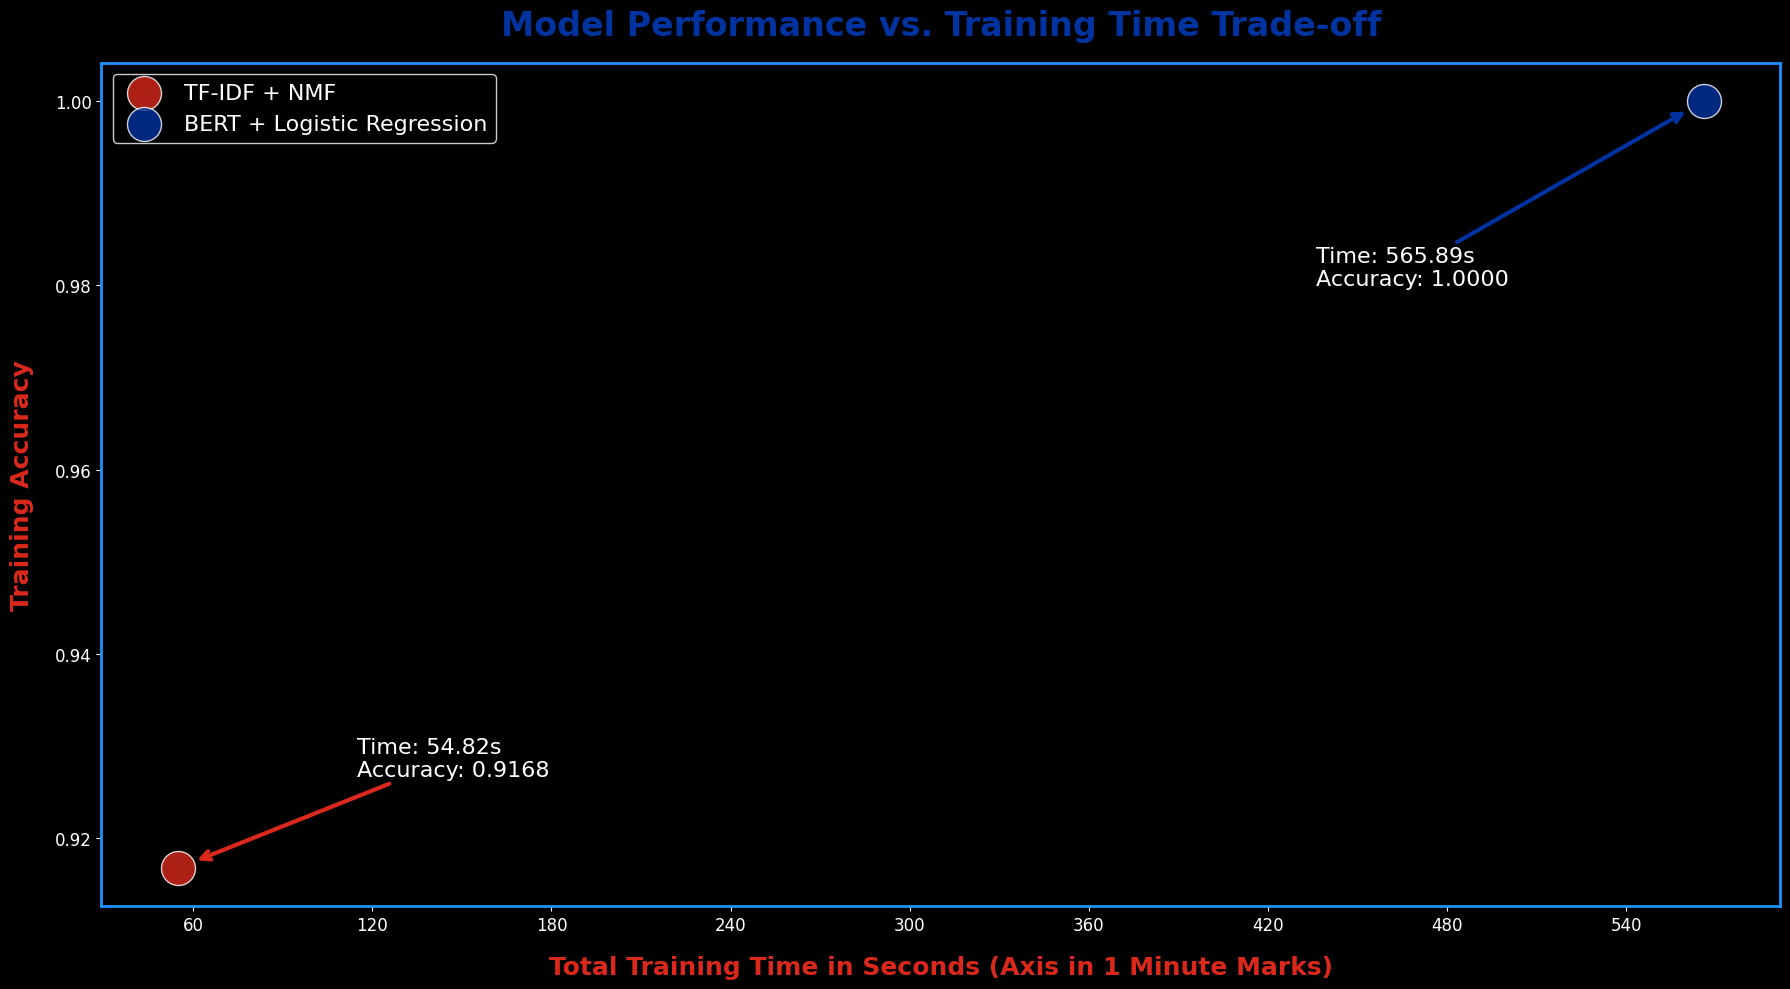 Model Performance vs. Training Time Trade-off
TF-IDF + NMF
BERT + Logistic Regression
Training Accuracy
1.00
0.98
0.96
0.94
0.92
Time: 565.89s
Accuracy: 1.0000
Time: 54.82s
Accuracy: 0.9168
60 120 180 240 300 360 420 480 540
Total Training Time in Seconds (Axis in 1 Minute Marks)